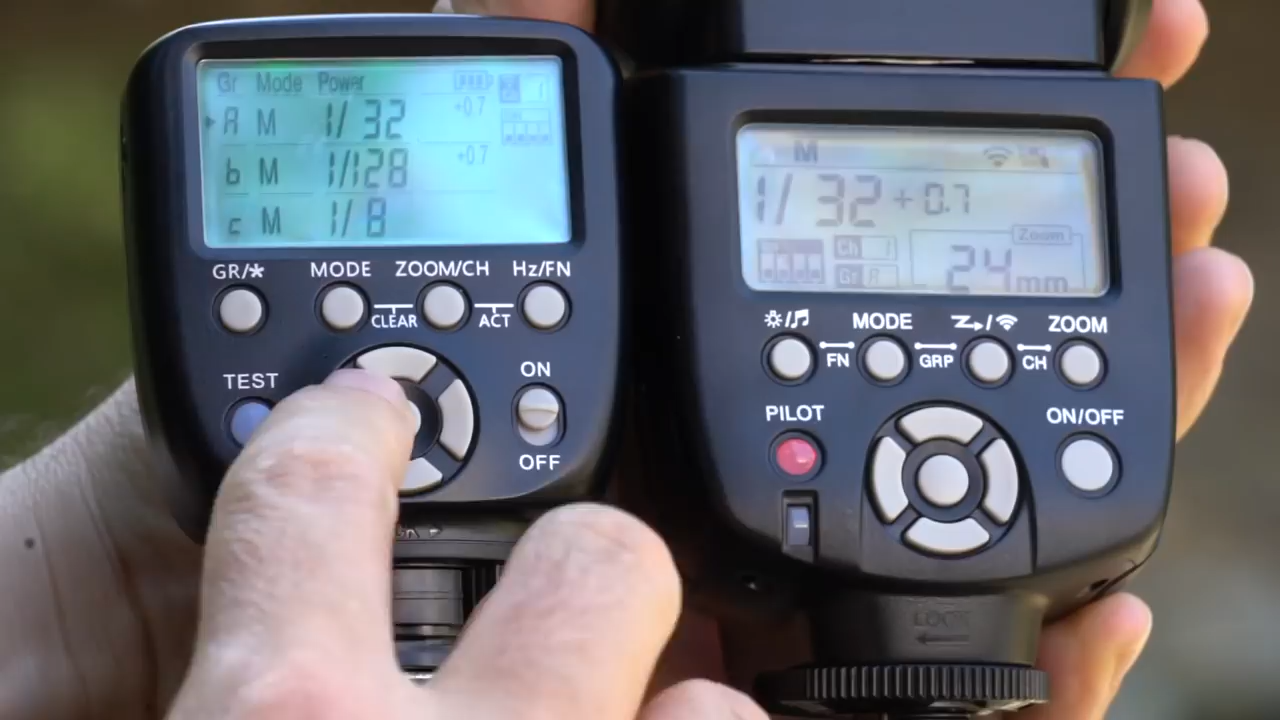 Gr Mode Power
A M 1/ 32 +0.7
b M 1/128 +0.7
c M 1/ 8
GR/* MODE ZOOM/CH Hz/FN
CLEAR ACT
TEST
ON
OFF
M
1/ 32 +0.7
Zoom
Ch 1
Gr A
24mm
MODE ZOOM
FN GRP CH
PILOT
ON/OFF
LOCK